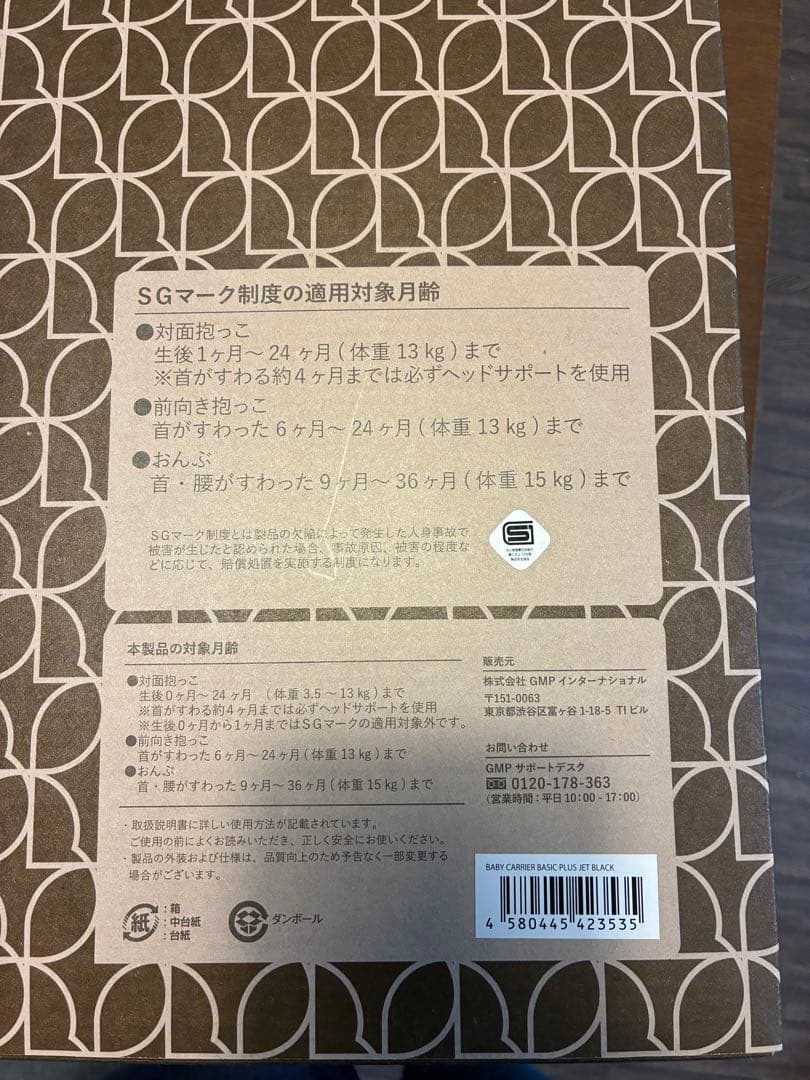 SGマーク制度の適用対象月齢
●対面抱っこ
生後1ヶ月〜24ヶ月(体重13kg)まで
※首がすわる約4ヶ月までは必ずヘッドサポートを使用
●前向き抱っこ
首がすわった6ヶ月〜24ヶ月(体重13kg)まで
●おんぶ
首・腰がすわった9ヶ月〜36ヶ月(体重15kg)まで
SGマーク制度とは製品の欠陥によって発生した人身事故で
被害が生じたと認められた場合、事故原因、被害の程度な
どに応じて、賠償処置を実施する制度になります。
本製品の対象月齢
●対面抱っこ
生後0ヶ月〜24ヶ月 (体重3.5〜13kg)まで
※首がすわる約4ヶ月までは必ずヘッドサポートを使用
※生後0ヶ月から1ヶ月まではSGマークの適用対象外です。
●前向き抱っこ
首がすわった6ヶ月〜24ヶ月(体重13kg)まで
●おんぶ
首・腰がすわった9ヶ月〜36ヶ月(体重15kg)まで
・取扱説明書に詳しい使用方法が記載されています。
ご使用の前によくお読みいただき、正しく安全にお使いください。
・製品の外装および仕様は、品質向上のため予告なく一部変更する
場合がございます。
紙
:箱
:中台紙
:台紙
ダンボール
販売元
株式会社 GMP インターナショナル
〒151-0063
東京都渋谷区富ヶ谷 1-18-5 TI ビル
お問い合わせ
GMP サポートデスク
0120-178-363
(営業時間:平日10:00-17:00)
BABY CARRIER BASIC PLUS JET BLACK
4 580445 423535